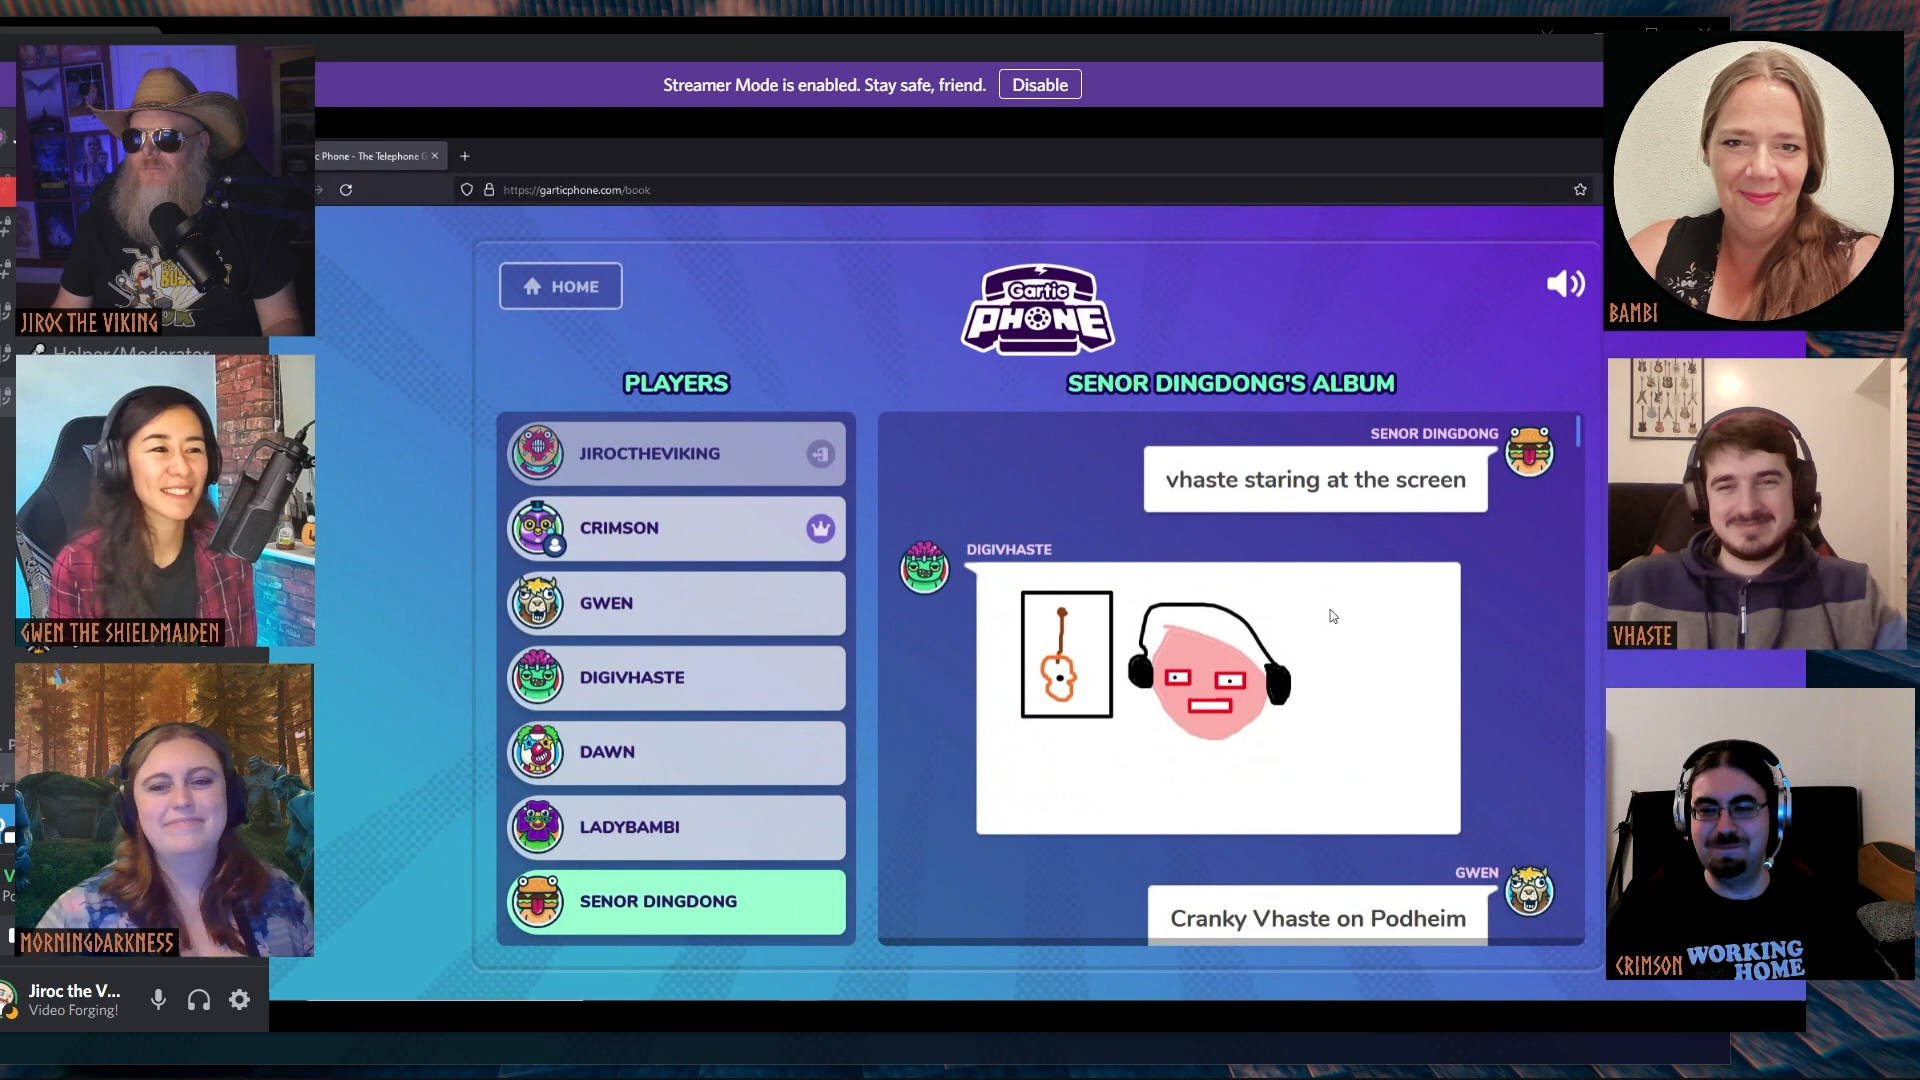 Streamer Mode is enabled. Stay safe, friend.
Disable
c Phone - The Telephone G
https://garticphone.com/book
HOME
Gartic
PHONE
PLAYERS
SENOR DINGDONG'S ALBUM
JIROCTHEVIKING
CRIMSON
GWEN
DIGIVHASTE
DAWN
LADYBAMBI
SENOR DINGDONG
SENOR DINGDONG
vhaste staring at the screen
DIGIVHASTE
GWEN
Cranky Vhaste on Podheim
JIROC THE VIKING
Helper/Moderator
GWEN THE SHIELDMAIDEN
MORNINGDARKNESS
Jiroc the V...
Video Forging!
BAMBI
VHASTE
CRIMSON
WORKING
HOME